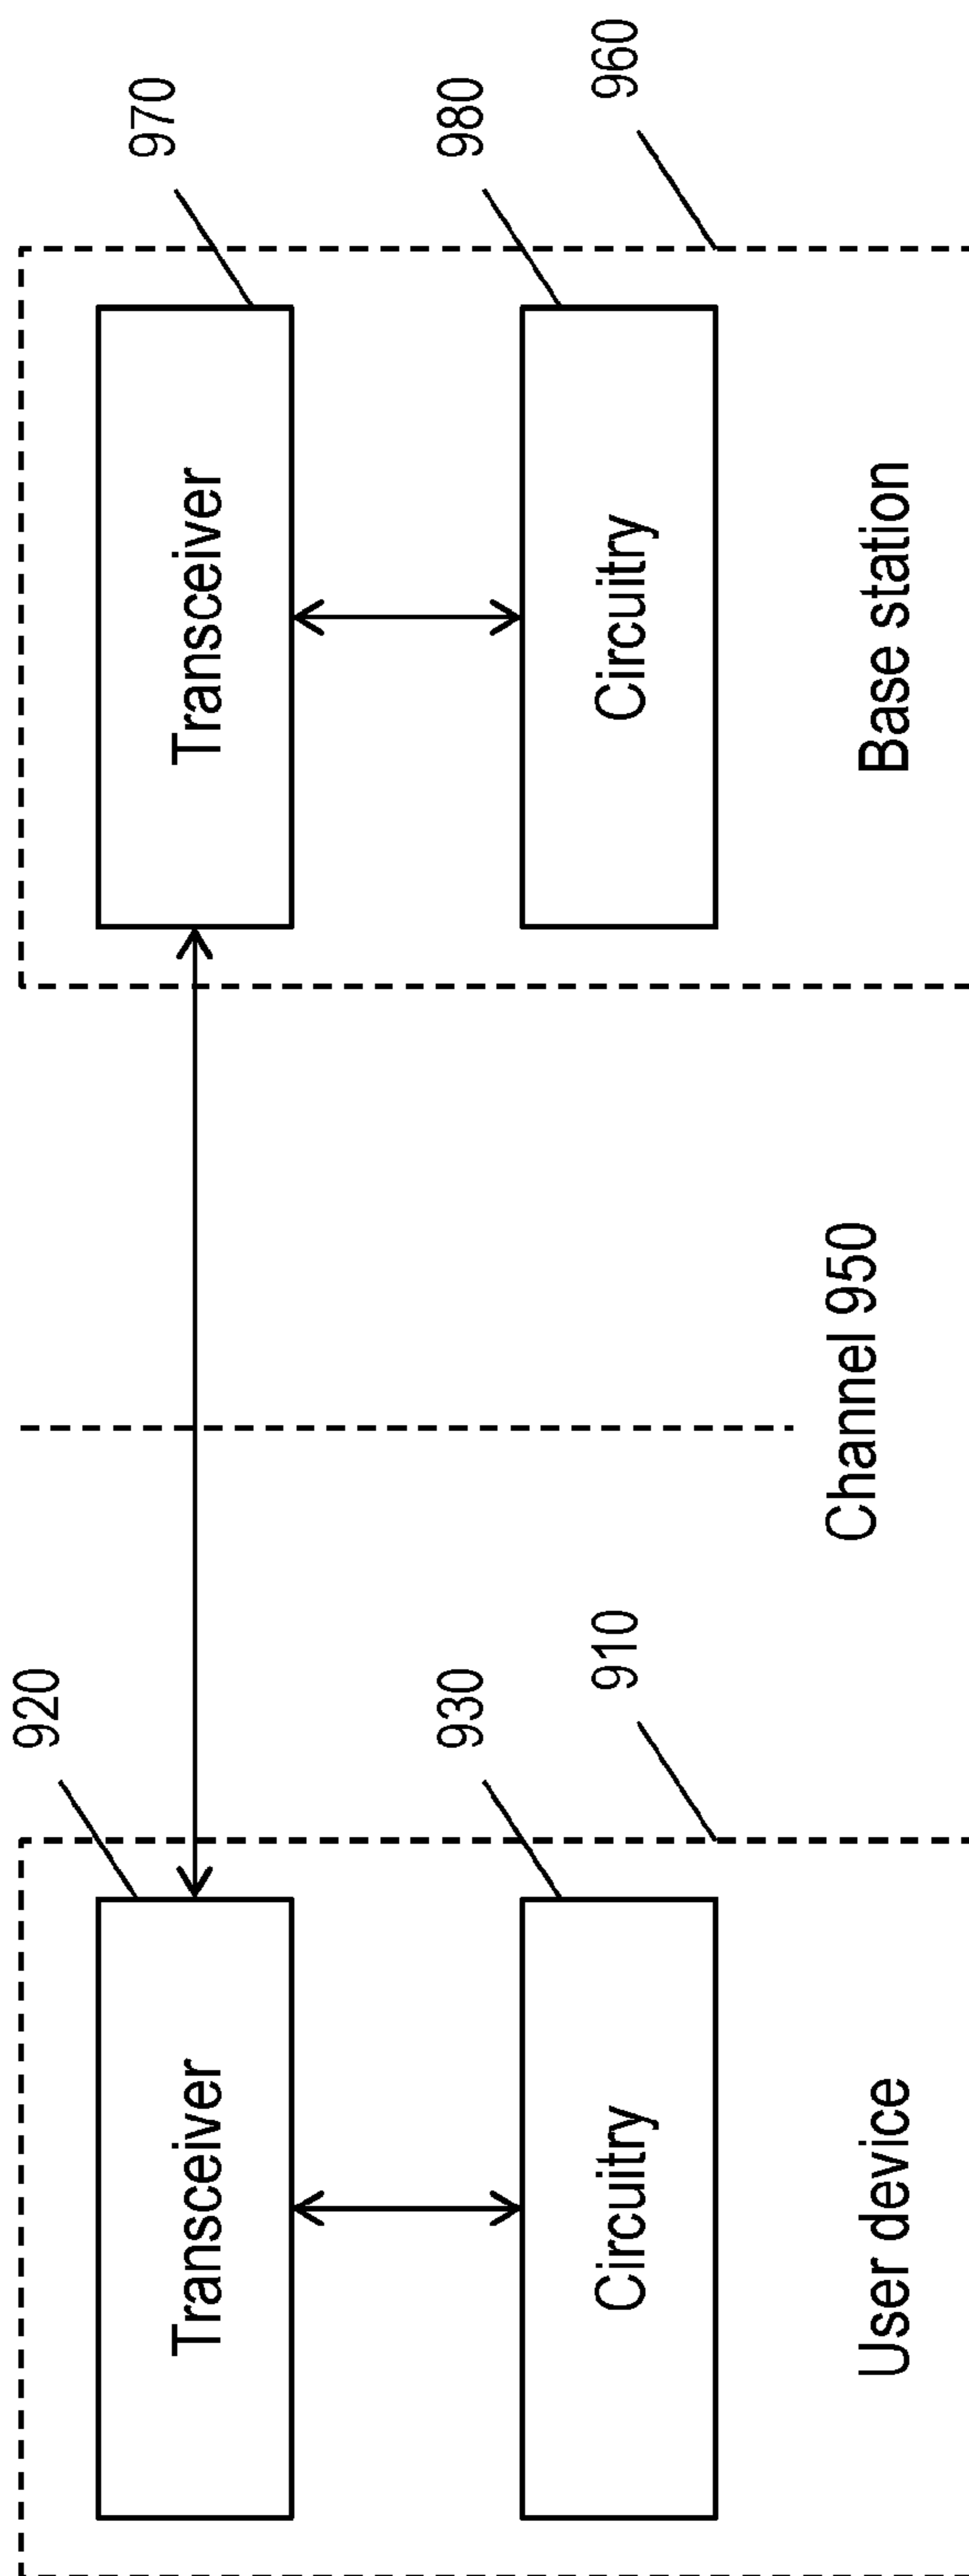 920
970
Transceiver
Transceiver
930
980
Circuitry
Circuitry
910
960
Channel 950
User device
Base station